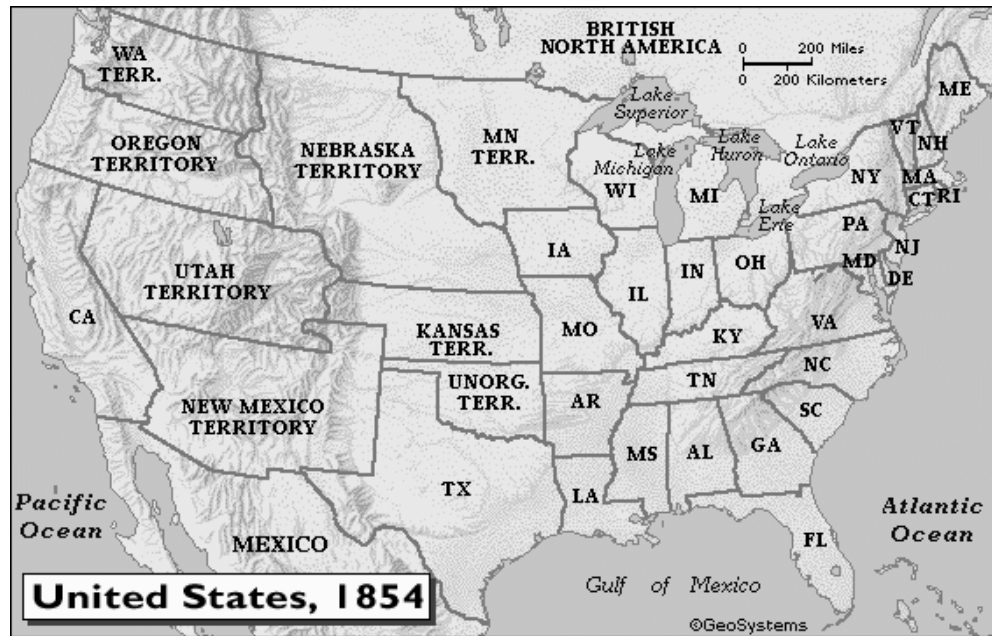 BRITISH
NORTH AMERICA
0 200 Miles
0 200 Kilometers
WA
TERR.
OREGON
TERRITORY
NEBRASKA
TERRITORY
MN
TERR.
Lake
Superior
Lake
Michigan
Lake
Huron
Lake
Ontario
Lake
Erie
ME
VT
NH
MA
CT
RI
NY
WI
MI
PA
NJ
MD
DE
IA
UTAH
TERRITORY
CA
IL
IN
OH
MO
KANSAS
TERR.
KY
VA
NC
TN
UNORG.
TERR.
AR
SC
NEW MEXICO
TERRITORY
MS
AL
GA
TX
LA
FL
Pacific
Ocean
MEXICO
Atlantic
Ocean
Gulf of Mexico
United States, 1854
©GeoSystems